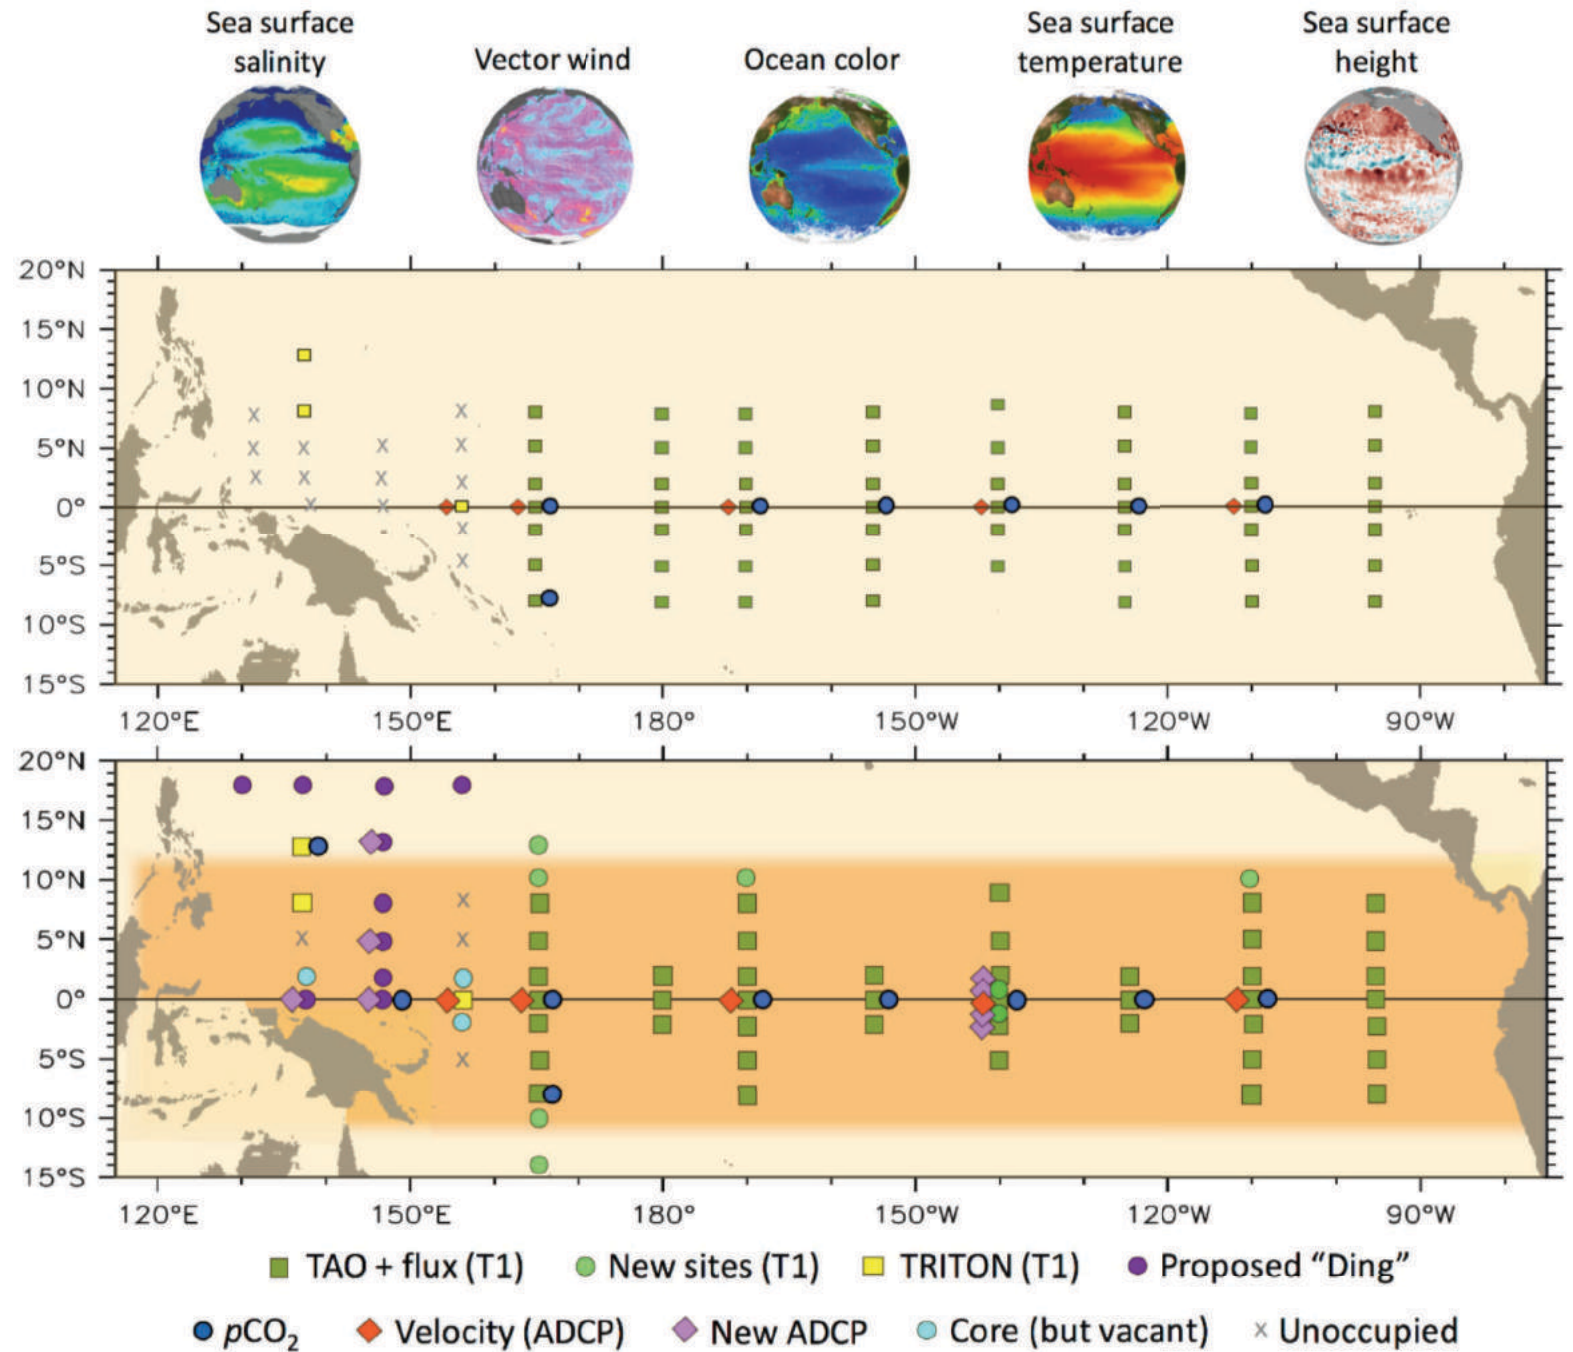 Sea surface
salinity
Vector wind
Ocean color
Sea surface
temperature
Sea surface
height
20°N
15°N
10°N
5°N
0°
5°S
10°S
15°S
120°E 150°E 180° 150°W 120°W 90°W
20°N
15°N
10°N
5°N
0°
5°S
10°S
15°S
120°E 150°E 180° 150°W 120°W 90°W
TAO + flux (T1) New sites (T1) TRITON (T1) Proposed “Ding”
pCO₂ Velocity (ADCP) New ADCP Core (but vacant) x Unoccupied